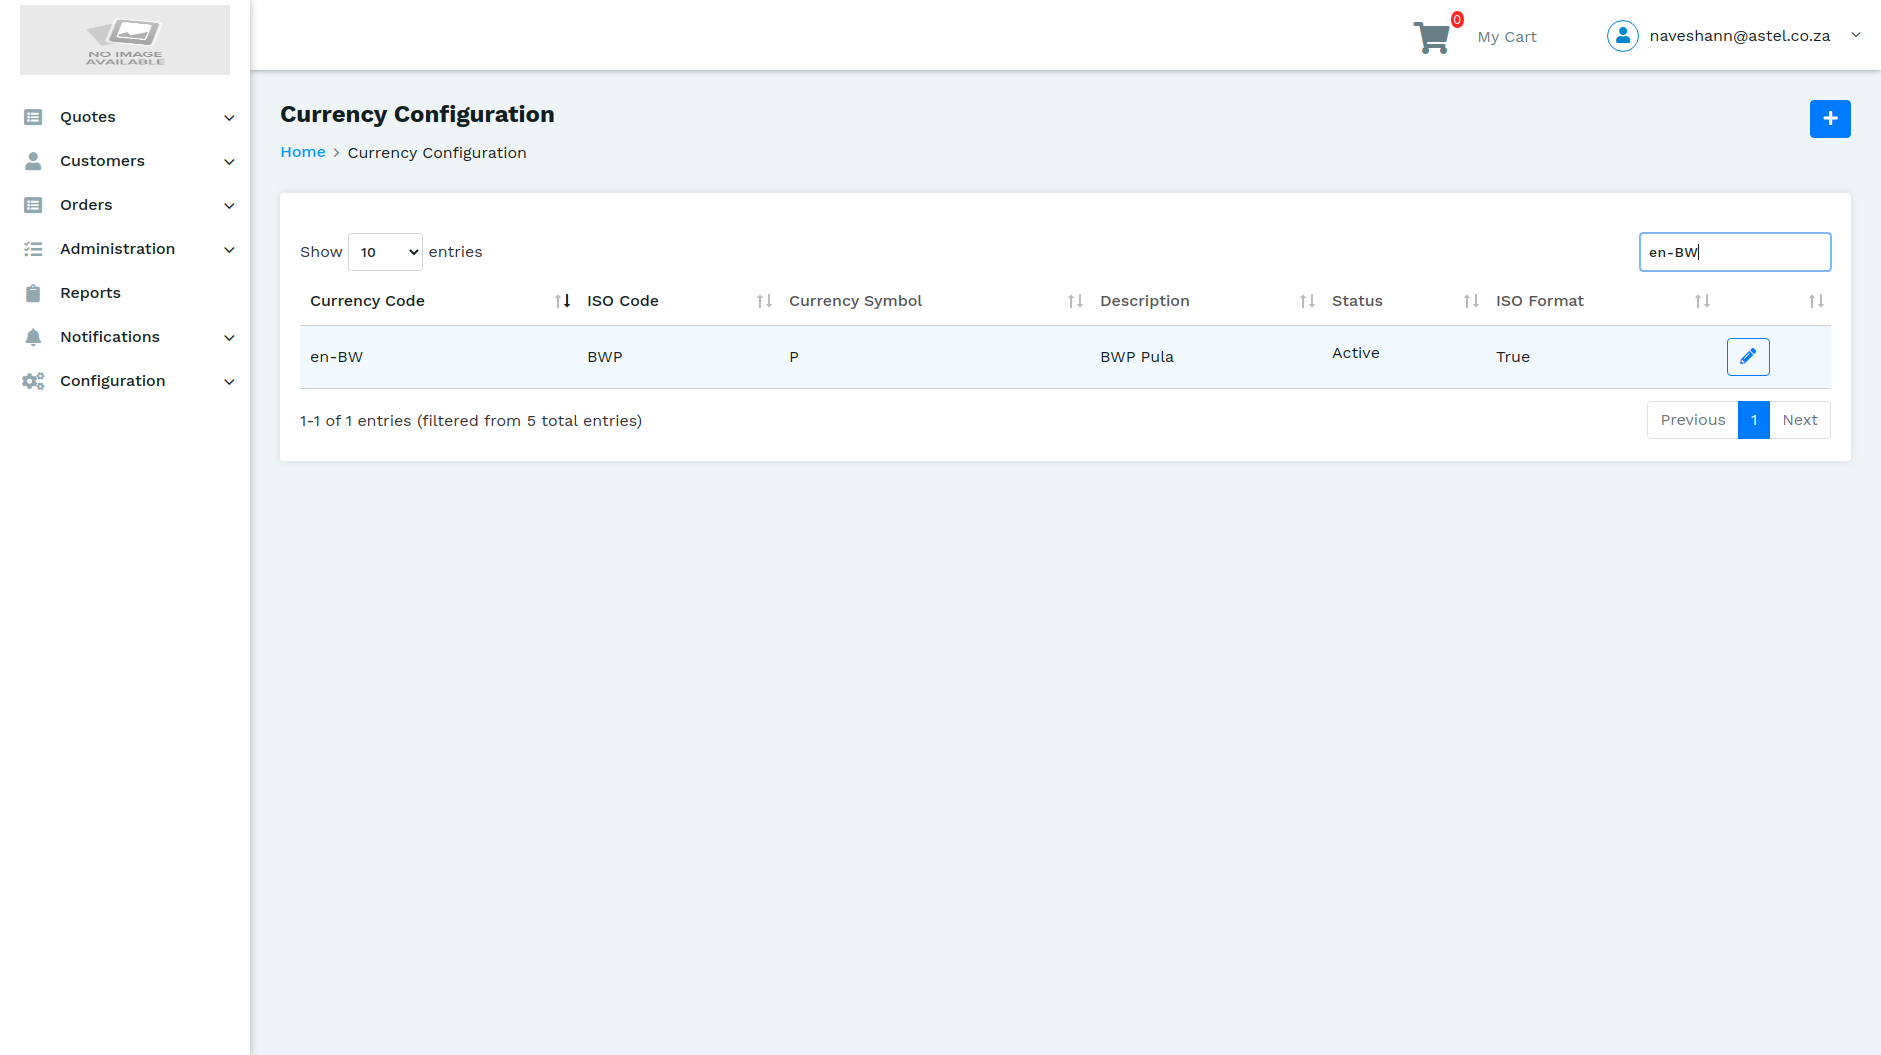 NO IMAGE
AVAILABLE
0
My Cart
naveshann@astel.co.za
Quotes
Customers
Orders
Administration
Reports
Notifications
Configuration
Currency Configuration
Home > Currency Configuration
Show 10 entries
en-BW
Currency Code ISO Code Currency Symbol Description Status ISO Format
en-BW BWP P BWP Pula Active True
1-1 of 1 entries (filtered from 5 total entries)
Previous 1 Next